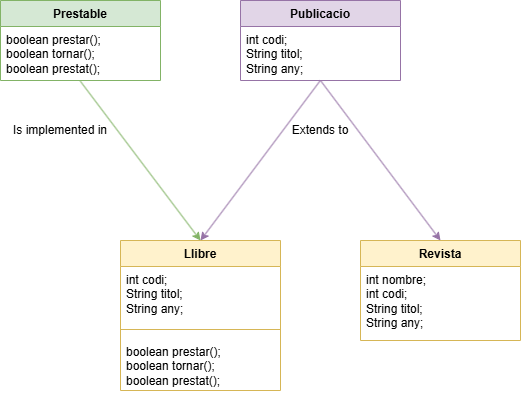 Prestable
boolean prestar();
boolean tornar();
boolean prestat();
Publicacio
int codi;
String titol;
String any;
Is implemented in
Extends to
Llibre
int codi;
String titol;
String any;
boolean prestar();
boolean tornar();
boolean prestat();
Revista
int nombre;
int codi;
String titol;
String any;